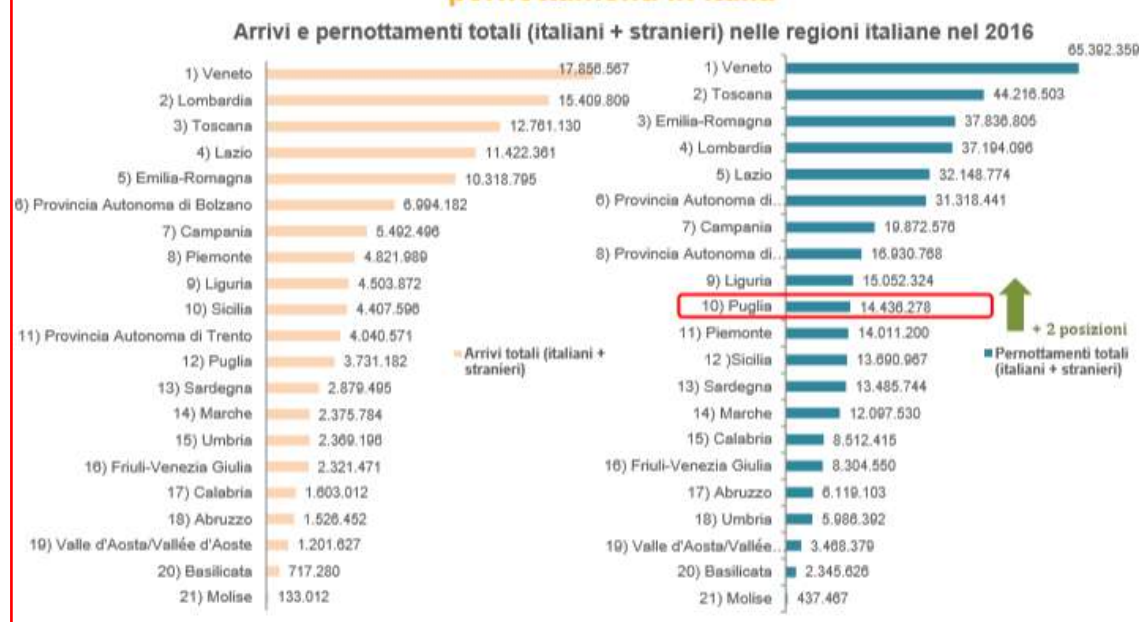 pernottamenti in Italia
Arrivi e pernottamenti totali (italiani + stranieri) nelle regioni italiane nel 2016
1) Veneto 17.856.567
2) Lombardia 15.409.809
3) Toscana 12.761.130
4) Lazio 11.422.361
5) Emilia-Romagna 10.318.795
6) Provincia Autonoma di Bolzano 6.994.182
7) Campania 5.492.496
8) Piemonte 4.821.989
9) Liguria 4.503.872
10) Sicilia 4.407.596
11) Provincia Autonoma di Trento 4.040.571
12) Puglia 3.731.182
13) Sardegna 2.879.495
14) Marche 2.375.784
15) Umbria 2.369.196
16) Friuli-Venezia Giulia 2.321.471
17) Calabria 1.603.012
18) Abruzzo 1.526.452
19) Valle d'Aosta/Vallée d'Aoste 1.201.627
20) Basilicata 717.280
21) Molise 133.012
Arrivi totali (italiani +
stranieri)
1) Veneto 65.392.359
2) Toscana 44.216.503
3) Emilia-Romagna 37.836.805
4) Lombardia 37.194.096
5) Lazio 32.148.774
6) Provincia Autonoma di... 31.318.441
7) Campania 19.872.576
8) Provincia Autonoma di... 16.930.768
9) Liguria 15.052.324
10) Puglia 14.436.278
11) Piemonte 14.011.200
12 )Sicilia 13.690.967
13) Sardegna 13.485.744
14) Marche 12.097.530
15) Calabria 8.512.415
16) Friuli-Venezia Giulia 8.304.550
17) Abruzzo 6.119.103
18) Umbria 5.986.392
19) Valle d'Aosta/Vallée... 3.468.379
20) Basilicata 2.345.626
21) Molise 437.467
+ 2 posizioni
Pernottamenti totali
(italiani + stranieri)